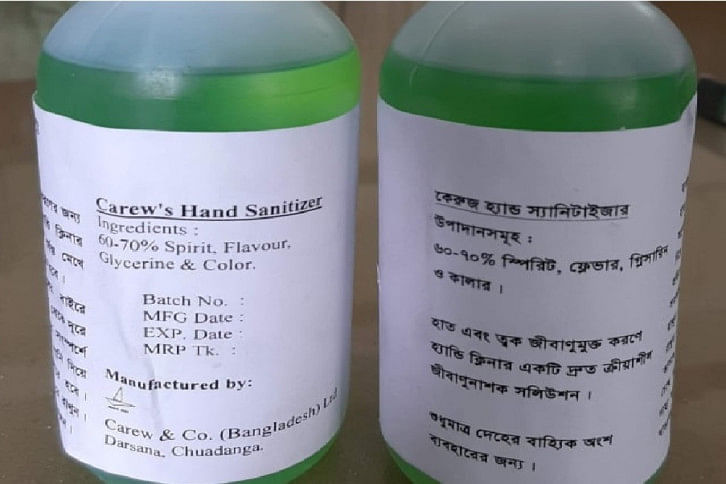 Carew's Hand Sanitizer
Ingredients :
60-70% Spirit, Flavour,
Glycerine & Color.
Batch No. :
MFG Date :
EXP. Date :
MRP Tk. :
Manufactured by:
Carew & Co. (Bangladesh) Ltd
Darsana, Chuadanga.
কেরুজ হ্যান্ড স্যানিটাইজার
উপাদানসমূহ :
৬০-৭০% স্পিরিট, ফ্লেভার, গ্লিসারিন
ও কালার ।
হাত এবং ত্বক জীবাণুমুক্ত করণে
হ্যান্ডি ক্লিনার একটি দ্রুত ক্রীয়াশীল
জীবাণুনাশক সলিউশন ।
শুধুমাত্র দেহের বাহ্যিক অংশে
ব্যবহারের জন্য ।